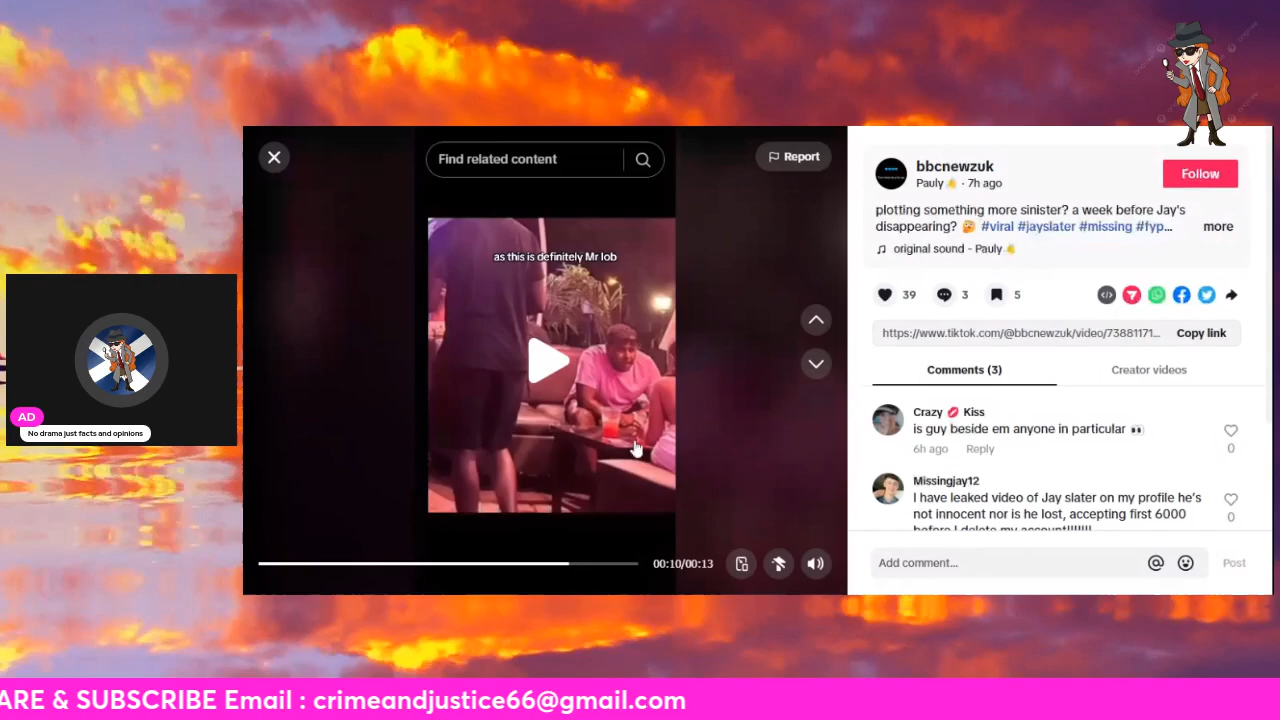 Find related content
Report
as this is definitely Mr lob
00:10/00:13
bbcnewzuk
Pauly · 7h ago
Follow
plotting something more sinister? a week before Jay's
disappearing? 🤔 #viral #jayslater #missing #fyp... more
original sound - Pauly
39
3
5
https://www.tiktok.com/@bbcnewzuk/video/73881171... Copy link
Comments (3)
Creator videos
Crazy 💋 Kiss
is guy beside em anyone in particular 👀
6h ago Reply
0
Missingjay12
I have leaked video of Jay slater on my profile he's
not innocent nor is he lost, accepting first 6000
before I delete my account!!!!!!!
0
Add comment...
Post
AD
No drama just facts and opinions
ARE & SUBSCRIBE Email : crimeandjustice66@gmail.com